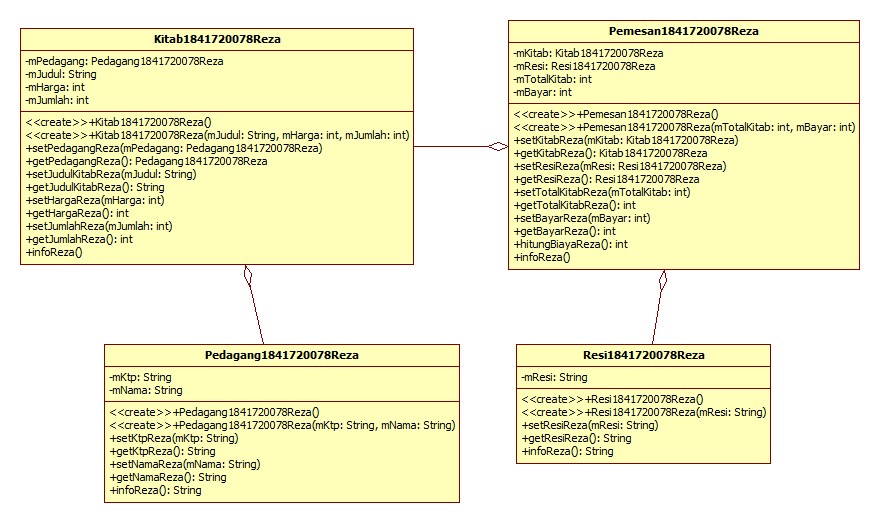 Kitab1841720078Reza
-mPedagang: Pedagang1841720078Reza
-mJudul: String
-mHarga: int
-mJumlah: int
<<create>>+Kitab1841720078Reza()
<<create>>+Kitab1841720078Reza(mJudul: String, mHarga: int, mJumlah: int)
+setPedagangReza(mPedagang: Pedagang1841720078Reza)
+getPedagangReza(): Pedagang1841720078Reza
+setJudulKitabReza(mJudul: String)
+getJudulKitabReza(): String
+setHargaReza(mHarga: int)
+getHargaReza(): int
+setJumlahReza(mJumlah: int)
+getJumlahReza(): int
+infoReza()
Pemesan1841720078Reza
-mKitab: Kitab1841720078Reza
-mResi: Resi1841720078Reza
-mTotalKitab: int
-mBayar: int
<<create>>+Pemesan1841720078Reza()
<<create>>+Pemesan1841720078Reza(mTotalKitab: int, mBayar: int)
+setKitabReza(mKitab: Kitab1841720078Reza)
+getKitabReza(): Kitab1841720078Reza
+setResiReza(mResi: Resi1841720078Reza)
+getResiReza(): Resi1841720078Reza
+setTotalKitabReza(mTotalKitab: int)
+getTotalKitabReza(): int
+setBayarReza(mBayar: int)
+getBayarReza(): int
+hitungBiayaReza(): int
+infoReza()
Pedagang1841720078Reza
-mKtp: String
-mNama: String
<<create>>+Pedagang1841720078Reza()
<<create>>+Pedagang1841720078Reza(mKtp: String, mNama: String)
+setKtpReza(mKtp: String)
+getKtpReza(): String
+setNamaReza(mNama: String)
+getNamaReza(): String
+infoReza(): String
Resi1841720078Reza
-mResi: String
<<create>>+Resi1841720078Reza()
<<create>>+Resi1841720078Reza(mResi: String)
+setResiReza(mResi: String)
+getResiReza(): String
+infoReza(): String